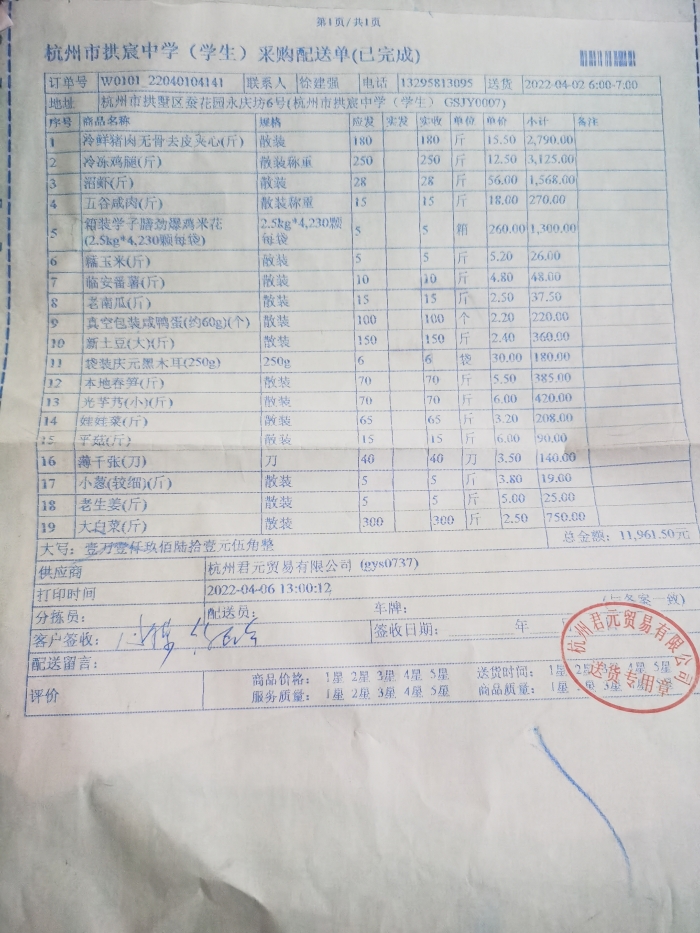 第1页/共1页
杭州市拱宸中学（学生）采购配送单(已完成)
订单号 W0101_22040104141 联系人 徐建强 电话 13295813095 送货 2022-04-02 6:00-7:00
地址 杭州市拱墅区蚕花园永庆坊6号(杭州市拱宸中学（学生）GSJY0007)
序号 商品名称 规格 应发 实发 实收 单位 单价 小计 备注
1 冷鲜猪肉无骨去皮夹心(斤) 散装 180 180 斤 15.50 2,790.00
2 冷冻鸡腿(斤) 散装称重 250 250 斤 12.50 3,125.00
3 沼虾(斤) 散装 28 28 斤 56.00 1,568.00
4 五谷咸肉(斤) 散装称重 15 15 斤 18.00 270.00
5 箱装学子膳劲爆鸡米花(2.5kg*4,230颗每袋) 2.5kg*4,230颗每袋 5 5 箱 260.00 1,300.00
6 糯玉米(斤) 散装 5 5 斤 5.20 26.00
7 临安番薯(斤) 散装 10 10 斤 4.80 48.00
8 老南瓜(斤) 散装 15 15 斤 2.50 37.50
9 真空包装咸鸭蛋(约60g)(个) 散装 100 100 个 2.20 220.00
10 新土豆(大)(斤) 散装 150 150 斤 2.40 360.00
11 袋装庆元黑木耳(250g) 250g 6 6 袋 30.00 180.00
12 本地春笋(斤) 散装 70 70 斤 5.50 385.00
13 光芋艿(小)(斤) 散装 70 70 斤 6.00 420.00
14 娃娃菜(斤) 散装 65 65 斤 3.20 208.00
15 平菇(斤) 散装 15 15 斤 6.00 90.00
16 薄千张(刀) 刀 40 40 刀 3.50 140.00
17 小葱(较细)(斤) 散装 5 5 斤 3.80 19.00
18 老生姜(斤) 散装 5 5 斤 5.00 25.00
19 大白菜(斤) 散装 300 300 斤 2.50 750.00
大写：壹万壹仟玖佰陆拾壹元伍角整 总金额：11,961.50元
供应商 杭州君元贸易有限公司 (gys0737)
打印时间 2022-04-06 13:00:12
分拣员： 配送员： 车牌： (与备案一致)
客户签收： 签收日期： 年
配送留言：
评价 商品价格： 1星 2星 3星 4星 5星 送货时间： 1星 2星 4星 5星
服务质量： 1星 2星 3星 4星 5星 商品质量： 1星
杭州君元贸易有限公司
送货专用章